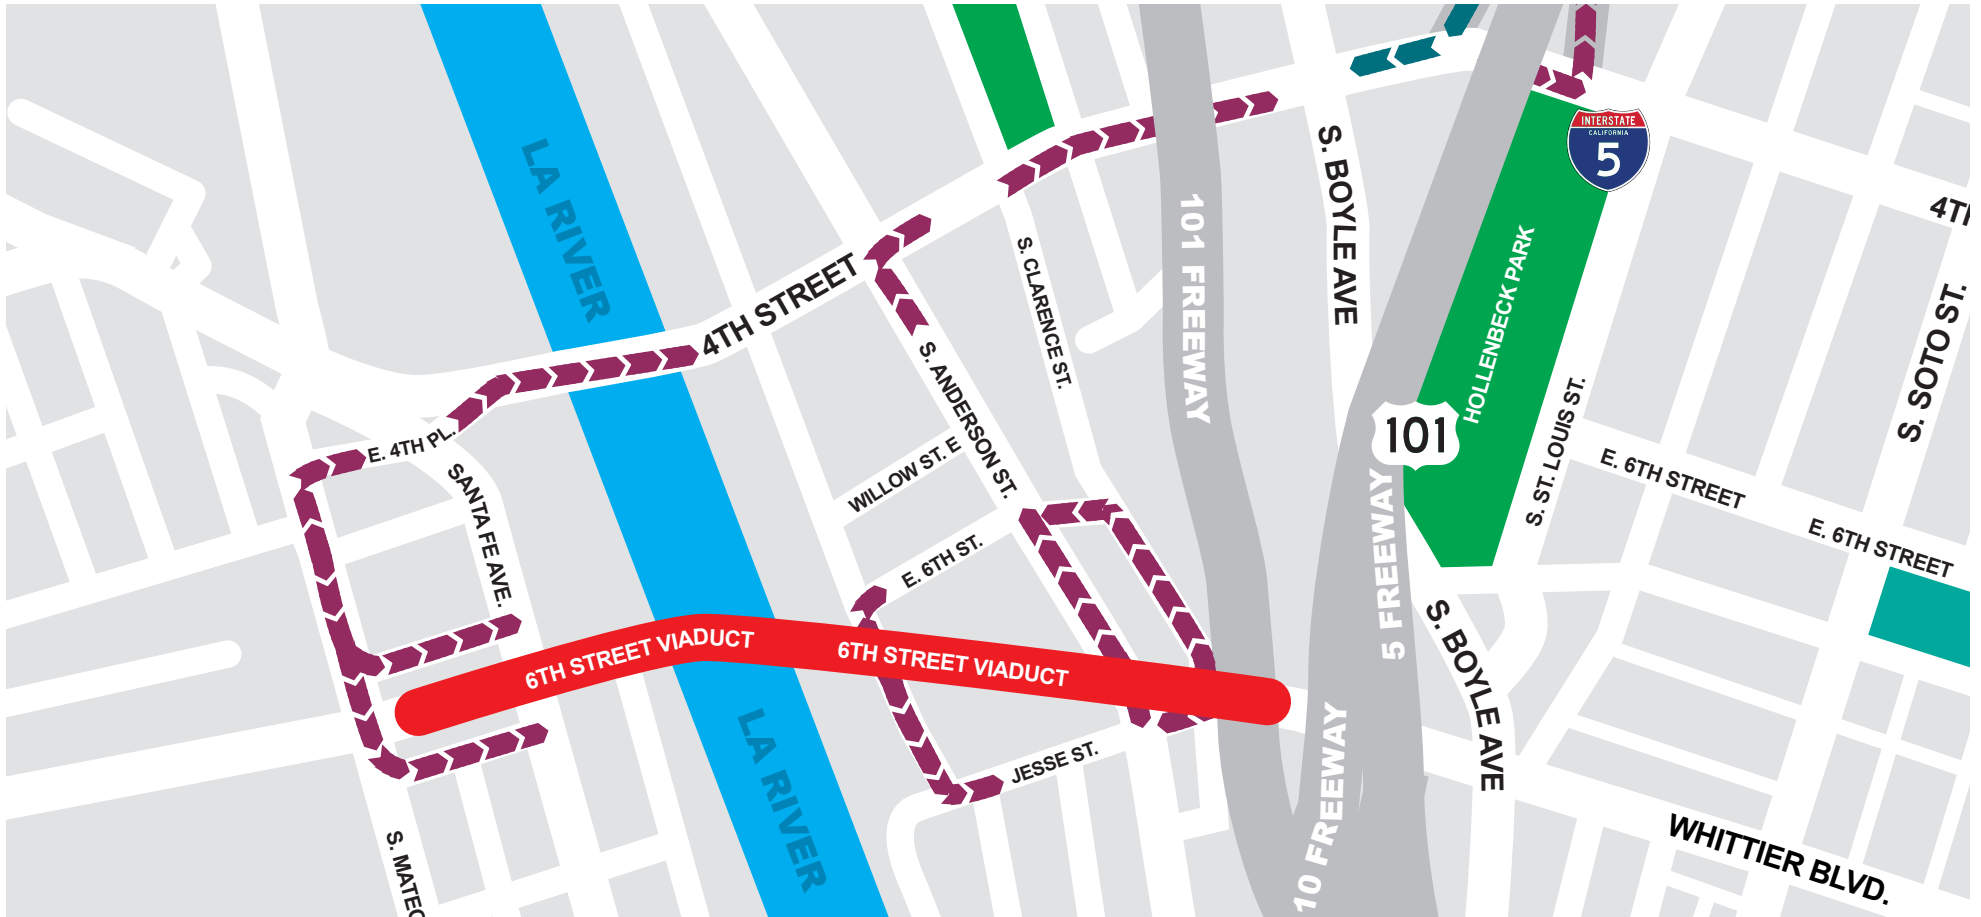 INTERSTATE
CALIFORNIA
5
S. BOYLE AVE
LA RIVER
101 FREEWAY
4TH
HOLLENBECK PARK
S. CLARENCE ST.
4TH STREET
S. SOTO ST.
S. ANDERSON ST.
S. ST. LOUIS ST.
101
E. 4TH PL.
WILLOW ST. E
E. 6TH STREET
SANTA FE AVE.
5 FREEWAY
E. 6TH STREET
E. 6TH ST.
S. BOYLE AVE
6TH STREET VIADUCT
6TH STREET VIADUCT
LA RIVER
JESSE ST.
10 FREEWAY
WHITTIER BLVD.
S. MATEO